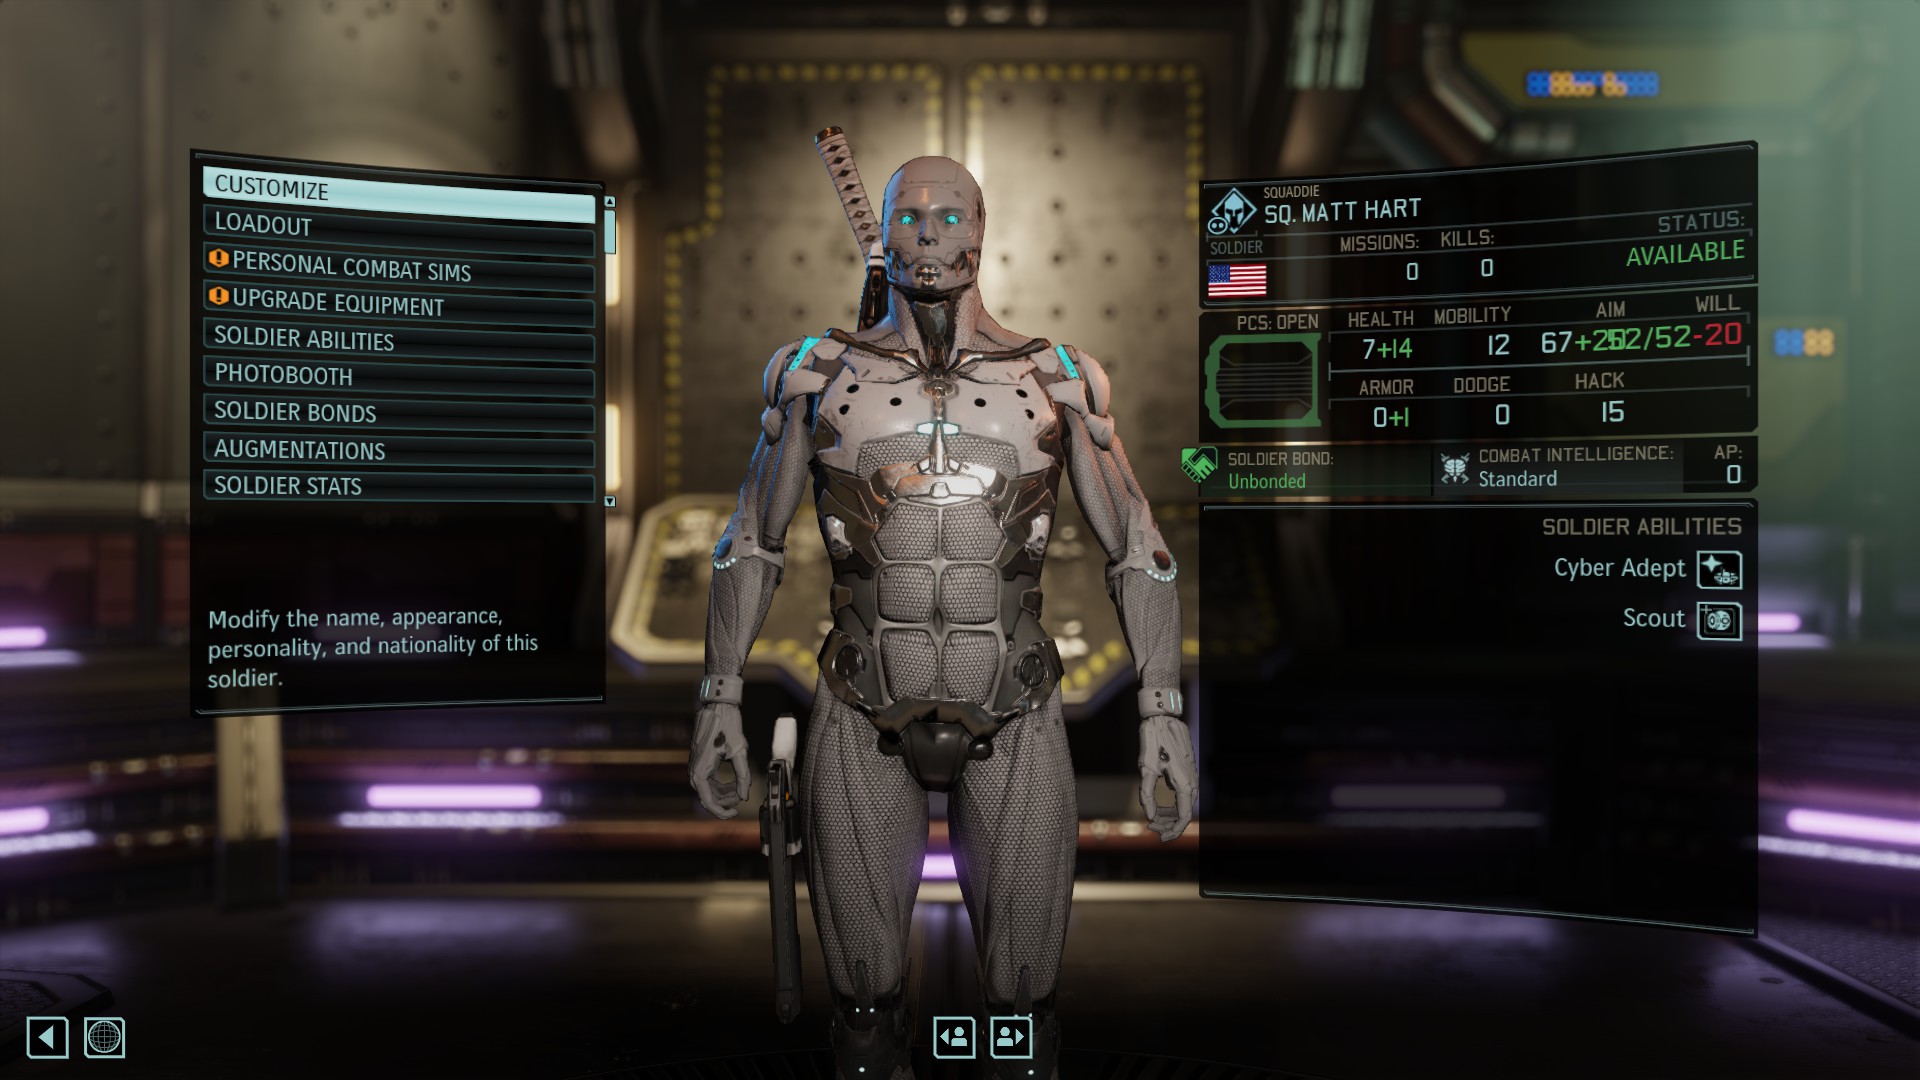 CUSTOMIZE
LOADOUT
PERSONAL COMBAT SIMS
UPGRADE EQUIPMENT
SOLDIER ABILITIES
PHOTOBOOTH
SOLDIER BONDS
AUGMENTATIONS
SOLDIER STATS
Modify the name, appearance,
personality, and nationality of this
soldier.
SQUADDIE
SQ. MATT HART
SOLDIER
MISSIONS: KILLS: STATUS:
0 0 AVAILABLE
PCS: OPEN
HEALTH MOBILITY AIM WILL
7+14 12 67 52/52-20
ARMOR DODGE HACK
0+1 0 15
SOLDIER BOND:
Unbonded
COMBAT INTELLIGENCE:
Standard
AP:
0
SOLDIER ABILITIES
Cyber Adept
Scout